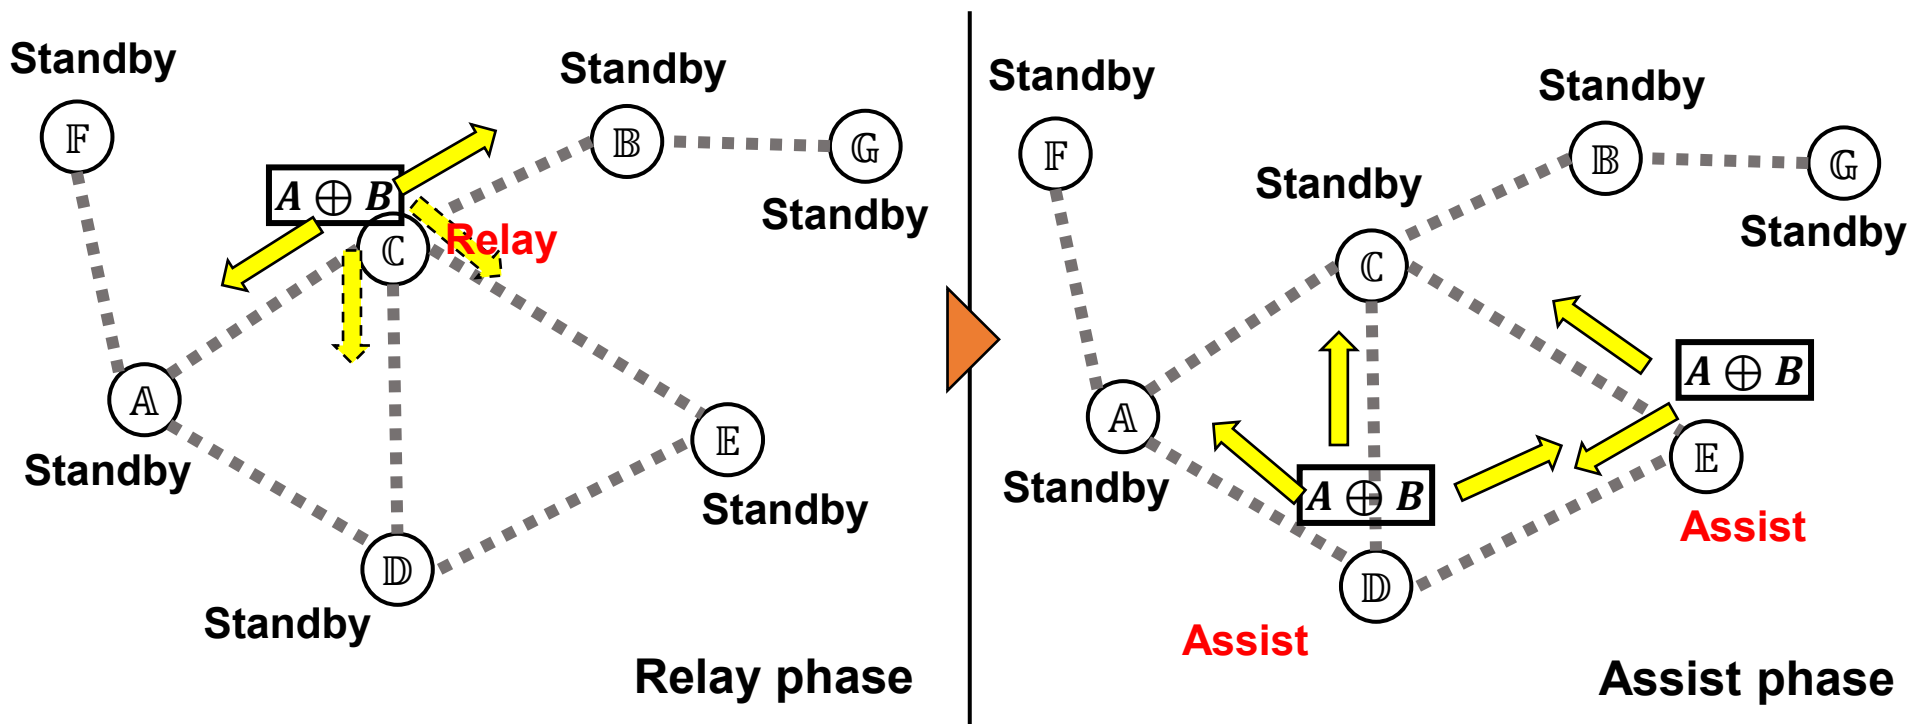 Standby
𝔽
Standby
𝔹
𝔾
Standby
A ⊕ B
ℂ
Relay
𝔸
Standby
𝔼
Standby
𝔻
Standby
Relay phase
Standby
𝔽
Standby
𝔹
𝔾
Standby
Standby
ℂ
A ⊕ B
𝔸
Standby
𝔼
Assist
A ⊕ B
𝔻
Assist
Assist phase